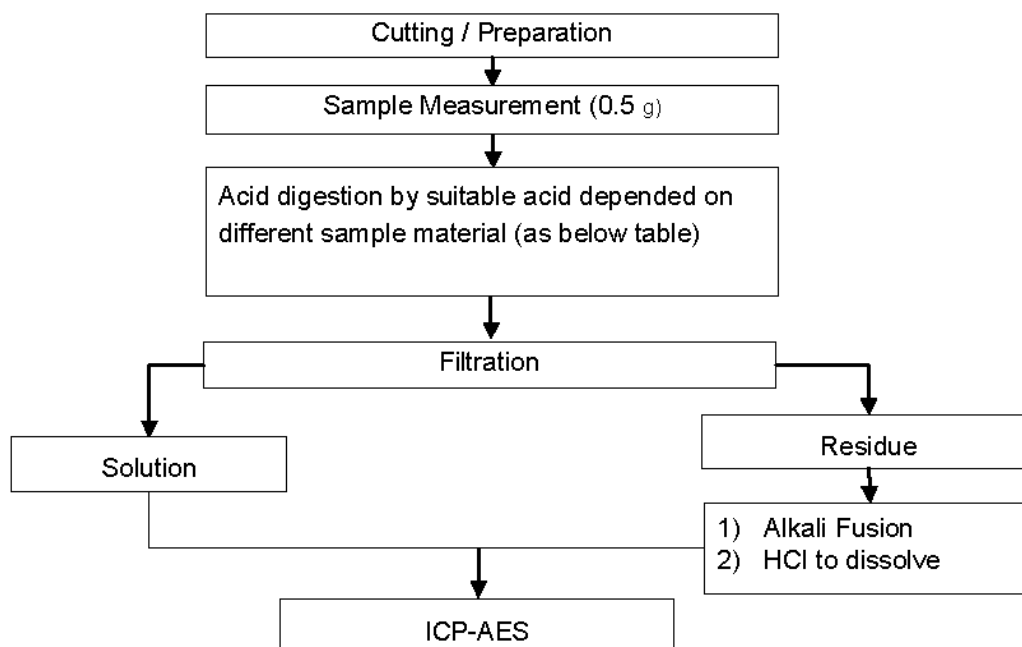 Cutting / Preparation
Sample Measurement (0.5 g)
Acid digestion by suitable acid depended on
different sample material (as below table)
Filtration
Solution
Residue
1) Alkali Fusion
2) HCl to dissolve
ICP-AES